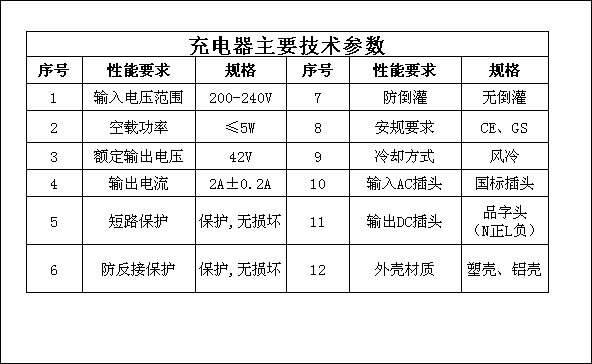 充电器主要技术参数
序号 性能要求 规格 序号 性能要求 规格
1 输入电压范围 200-240V 7 防倒灌 无倒灌
2 空载功率 ≤5W 8 安规要求 CE、GS
3 额定输出电压 42V 9 冷却方式 风冷
4 输出电流 2A±0.2A 10 输入AC插头 国标插头
5 短路保护 保护,无损坏 11 输出DC插头 品字头
（N正L负）
6 防反接保护 保护,无损坏 12 外壳材质 塑壳、铝壳